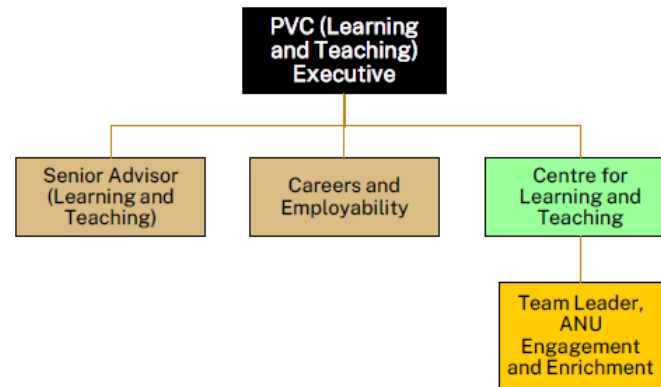 PVC (Learning
and Teaching)
Executive
Senior Advisor
(Learning and
Teaching)
Careers and
Employability
Centre for
Learning and
Teaching
Team Leader,
ANU
Engagement
and Enrichment